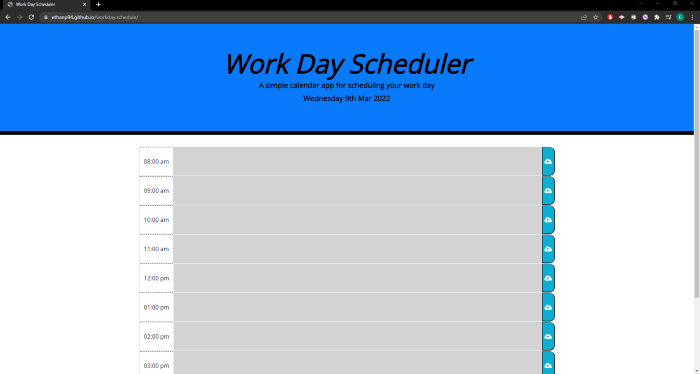 Work Day Scheduler
ethanp94.github.io/workday.schedule/
Work Day Scheduler
A simple calendar app for scheduling your work day
Wednesday 9th Mar 2022
08:00 am
09:00 am
10:00 am
11:00 am
12:00 pm
01:00 pm
02:00 pm
03:00 pm